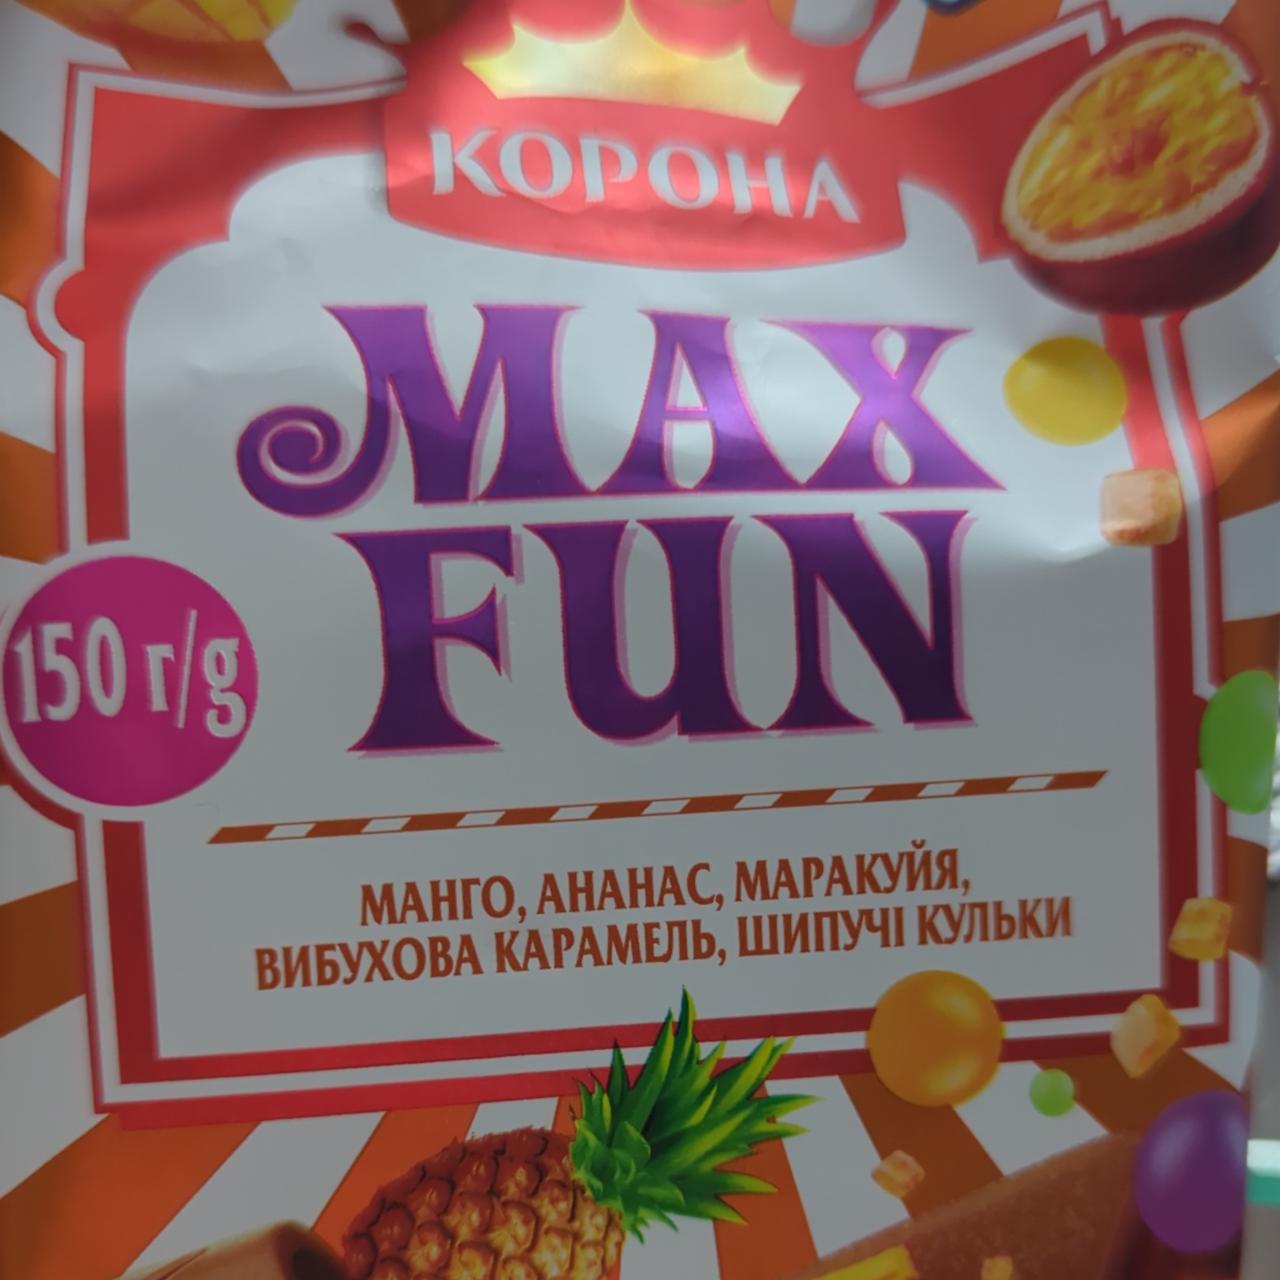 КОРОНА
MAX
FUN
150 г/g
МАНГО, АНАНАС, МАРАКУЙЯ,
ВИБУХОВА КАРАМЕЛЬ, ШИПУЧІ КУЛЬКИ